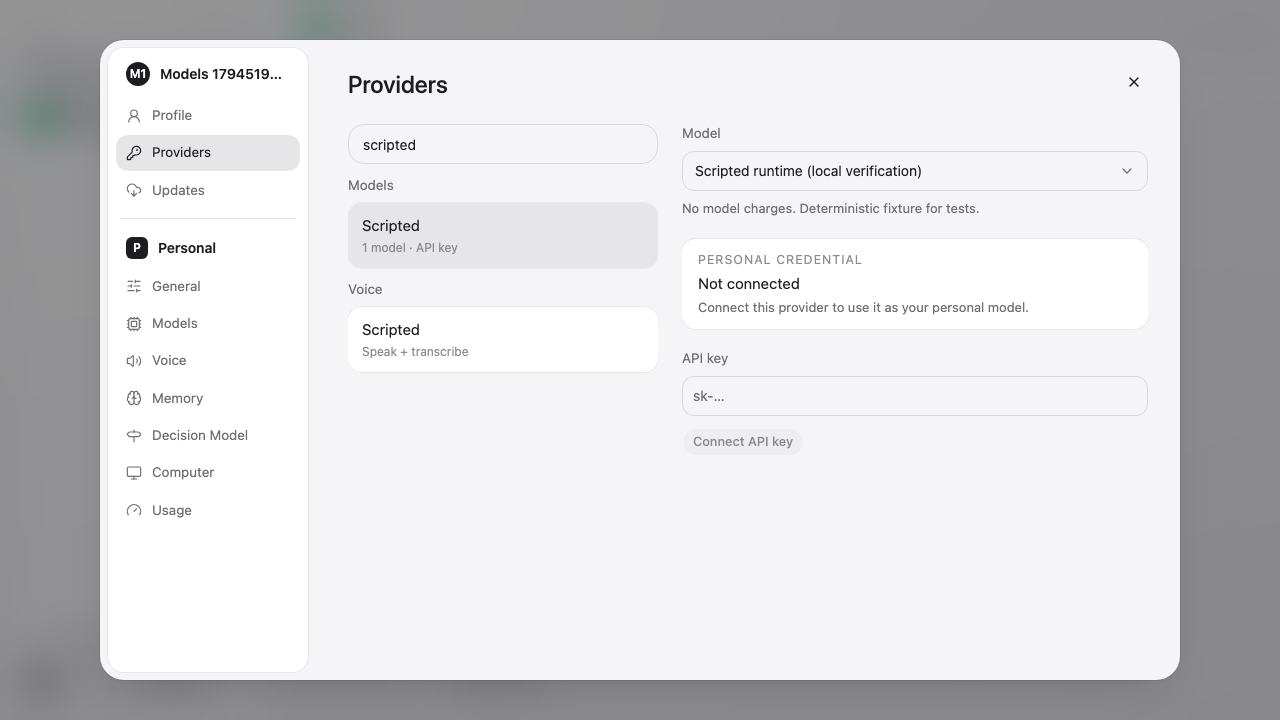 M1 Models 1794519...
Profile
Providers
Updates
P Personal
General
Models
Voice
Memory
Decision Model
Computer
Usage
Providers
scripted
Models
Scripted
1 model · API key
Voice
Scripted
Speak + transcribe
Model
Scripted runtime (local verification)
No model charges. Deterministic fixture for tests.
PERSONAL CREDENTIAL
Not connected
Connect this provider to use it as your personal model.
API key
sk-...
Connect API key